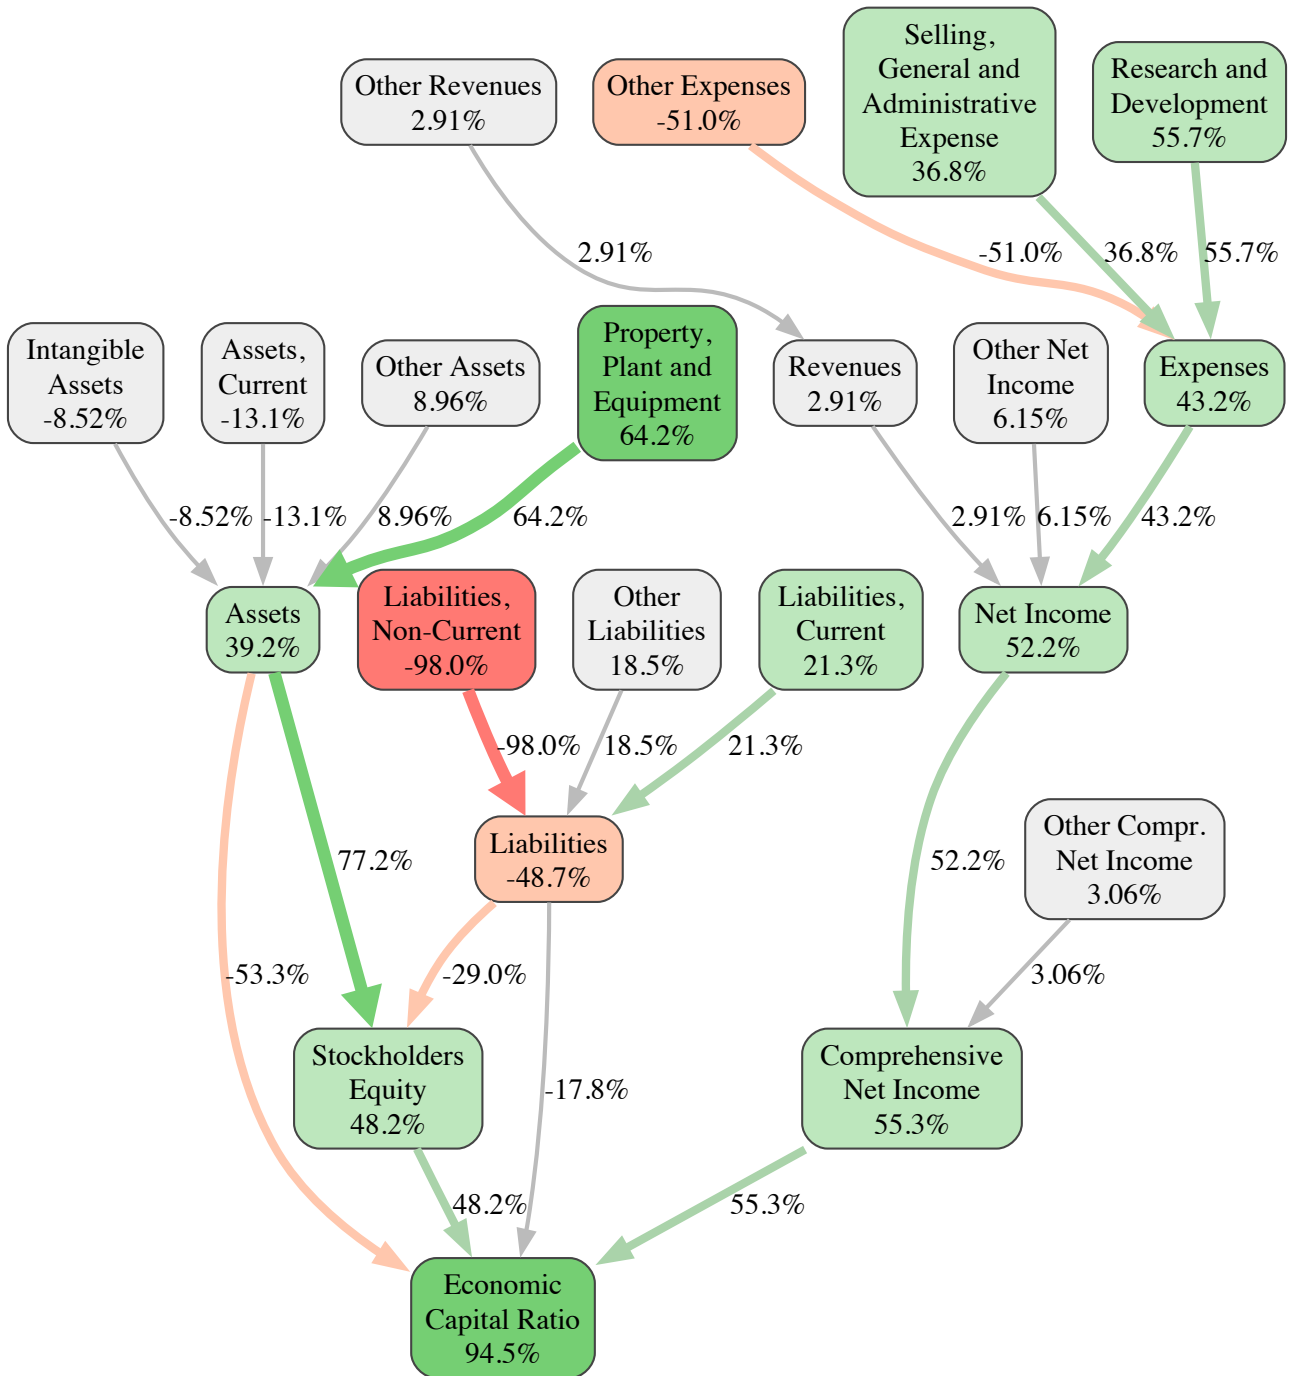 Selling,
General and
Administrative
Expense
36.8%
Other Revenues
2.91%
Other Expenses
-51.0%
Research and
Development
55.7%
2.91%
-51.0%
36.8%
55.7%
Intangible
Assets
-8.52%
Assets,
Current
-13.1%
Other Assets
8.96%
Property,
Plant and
Equipment
64.2%
Revenues
2.91%
Other Net
Income
6.15%
Expenses
43.2%
-8.52%
-13.1%
8.96%
64.2%
2.91%
6.15%
43.2%
Assets
39.2%
Liabilities,
Non-Current
-98.0%
Other
Liabilities
18.5%
Liabilities,
Current
21.3%
Net Income
52.2%
-98.0%
18.5%
21.3%
77.2%
Liabilities
-48.7%
52.2%
Other Compr.
Net Income
3.06%
-53.3%
-29.0%
3.06%
Stockholders
Equity
48.2%
-17.8%
Comprehensive
Net Income
55.3%
48.2%
55.3%
Economic
Capital Ratio
94.5%